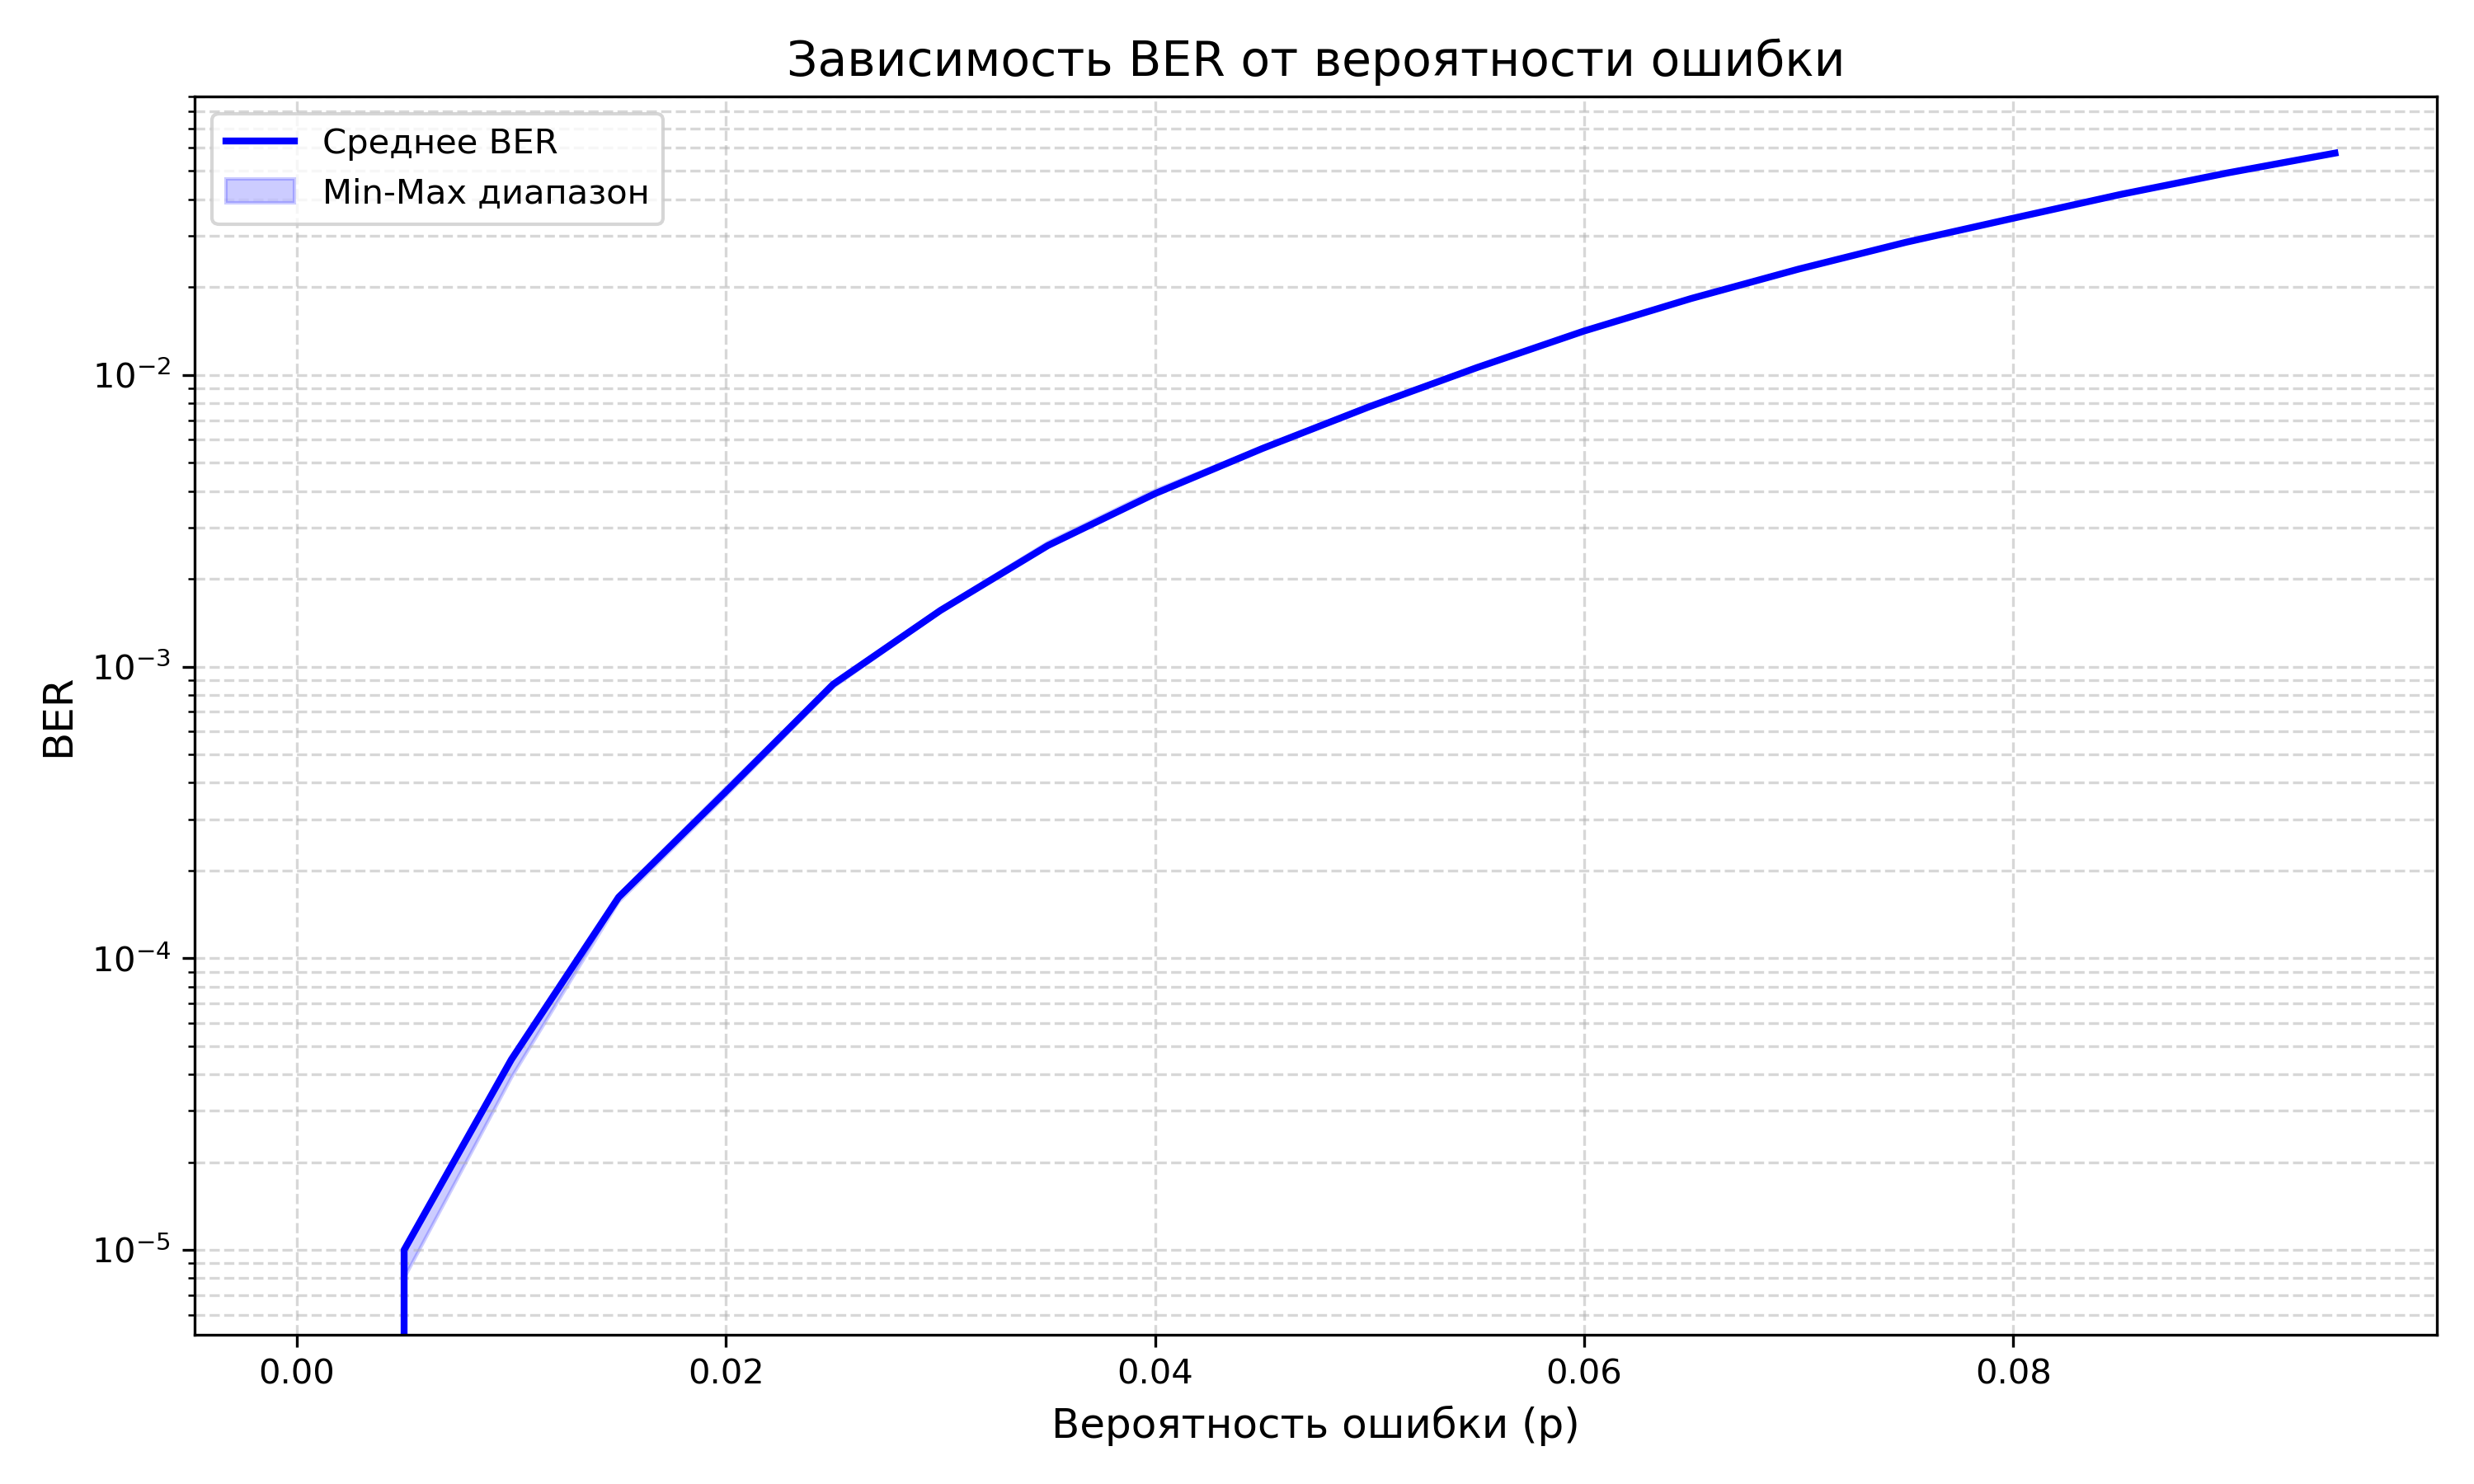 Зависимость BER от вероятности ошибки
Среднее BER
Min-Max диапазон
10⁻²
10⁻³
10⁻⁴
10⁻⁵
BER
0.00 0.02 0.04 0.06 0.08
Вероятность ошибки (p)